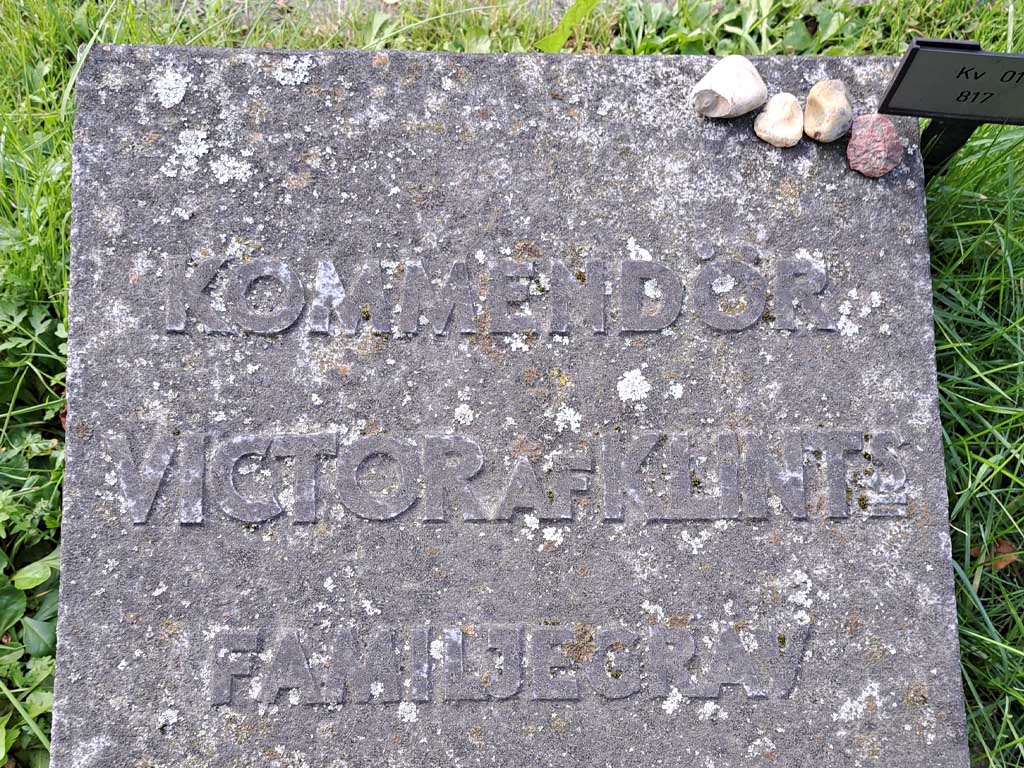 Kv 01
817
KOMMENDÖR
VICTOR AF KLINTS
FAMILJEGRAV